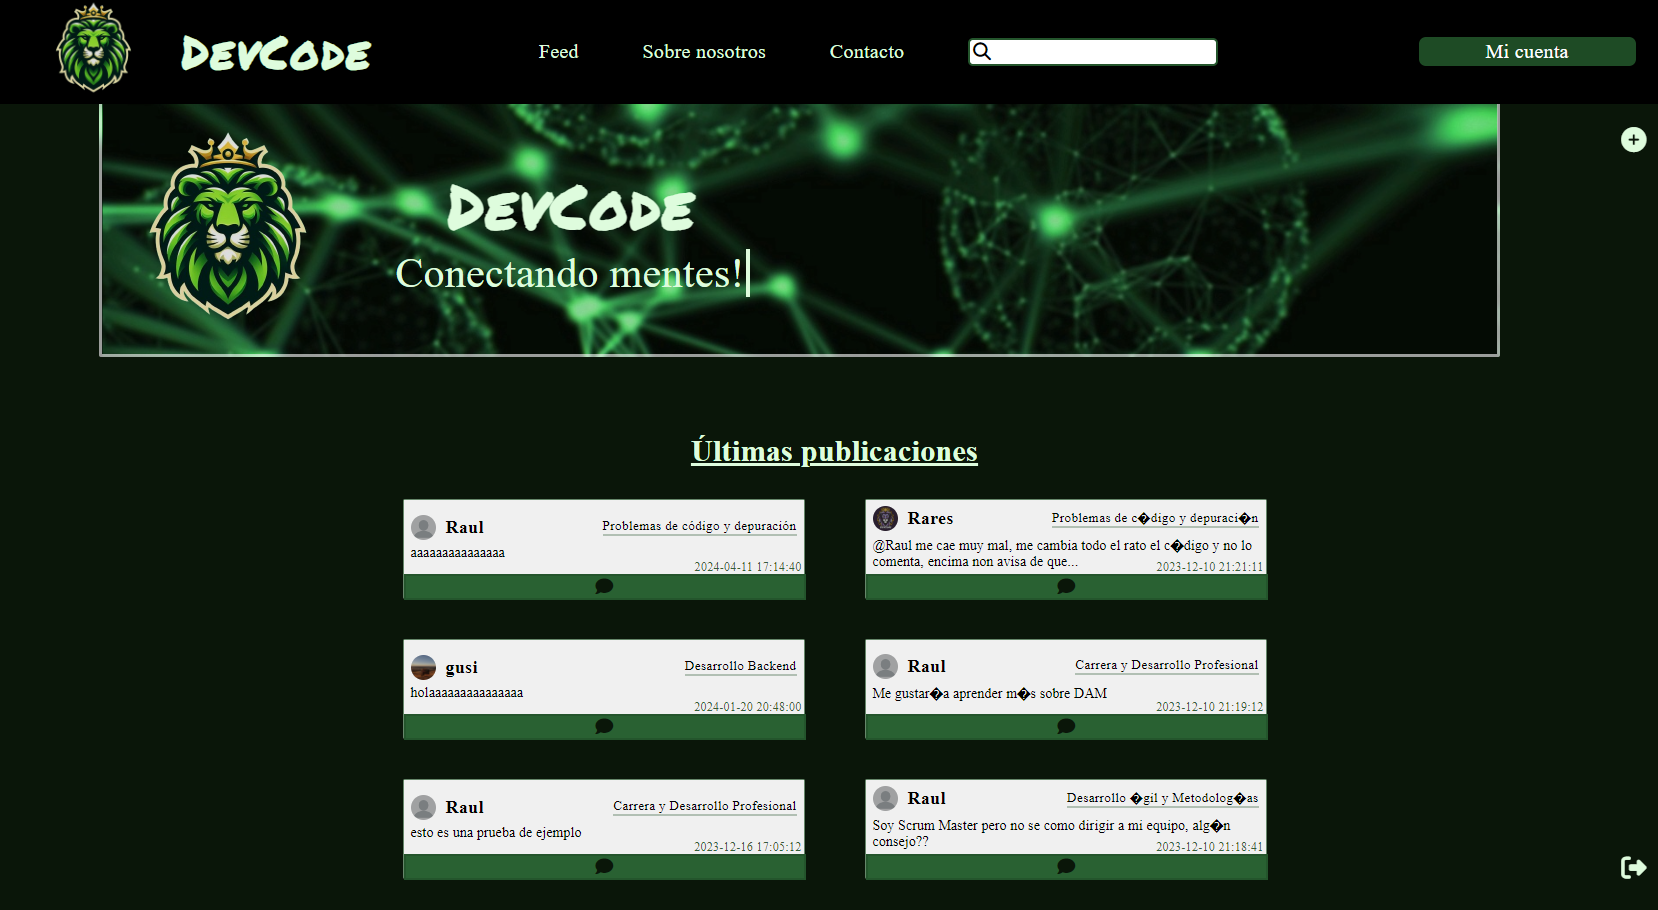 DevCode
Feed
Sobre nosotros
Contacto
Mi cuenta
DevCode
Conectando mentes!
Últimas publicaciones
Raul
Problemas de código y depuración
aaaaaaaaaaaaaaa
2024-04-11 17:14:40
Rares
Problemas de c�digo y depuraci�n
@Raul me cae muy mal, me cambia todo el rato el c�digo y no lo
comenta, encima non avisa de que...
2023-12-10 21:21:11
gusi
Desarrollo Backend
holaaaaaaaaaaaaaaa
2024-01-20 20:48:00
Raul
Carrera y Desarrollo Profesional
Me gustar�a aprender m�s sobre DAM
2023-12-10 21:19:12
Raul
Carrera y Desarrollo Profesional
esto es una prueba de ejemplo
2023-12-16 17:05:12
Raul
Desarrollo �gil y Metodolog�as
Soy Scrum Master pero no se como dirigir a mi equipo, alg�n
consejo??
2023-12-10 21:18:41